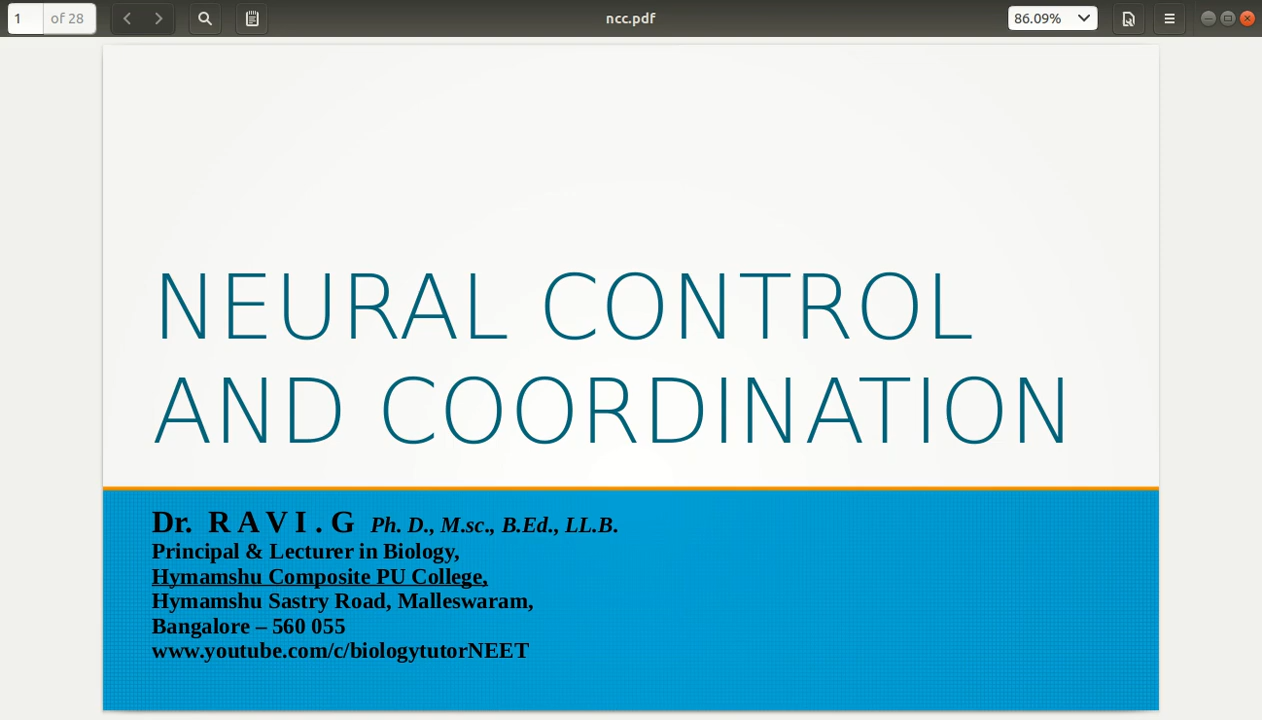 1 of 28 ncc.pdf 86.09%
NEURAL CONTROL
AND COORDINATION
Dr. R A V I . G Ph. D., M.sc., B.Ed., LL.B.
Principal & Lecturer in Biology,
Hymamshu Composite PU College,
Hymamshu Sastry Road, Malleswaram,
Bangalore – 560 055
www.youtube.com/c/biologytutorNEET